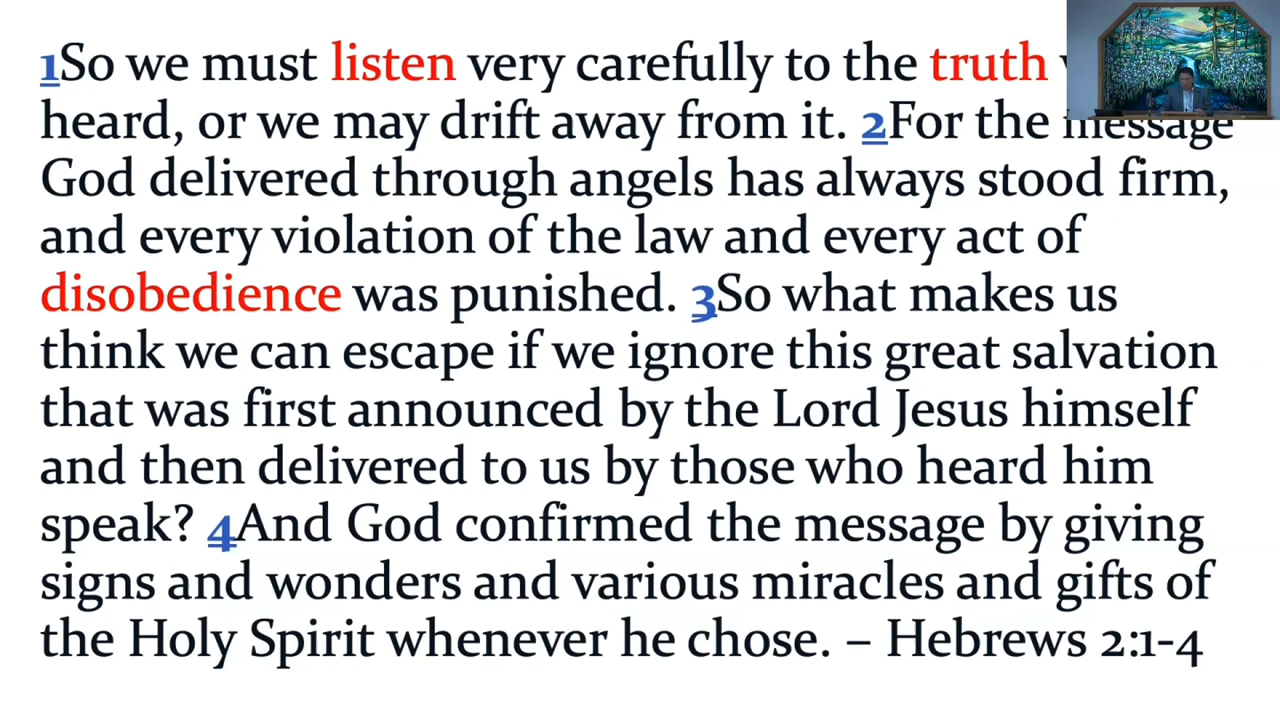 1So we must listen very carefully to the truth
heard, or we may drift away from it. 2For the message
God delivered through angels has always stood firm,
and every violation of the law and every act of
disobedience was punished. 3So what makes us
think we can escape if we ignore this great salvation
that was first announced by the Lord Jesus himself
and then delivered to us by those who heard him
speak? 4And God confirmed the message by giving
signs and wonders and various miracles and gifts of
the Holy Spirit whenever he chose. – Hebrews 2:1-4